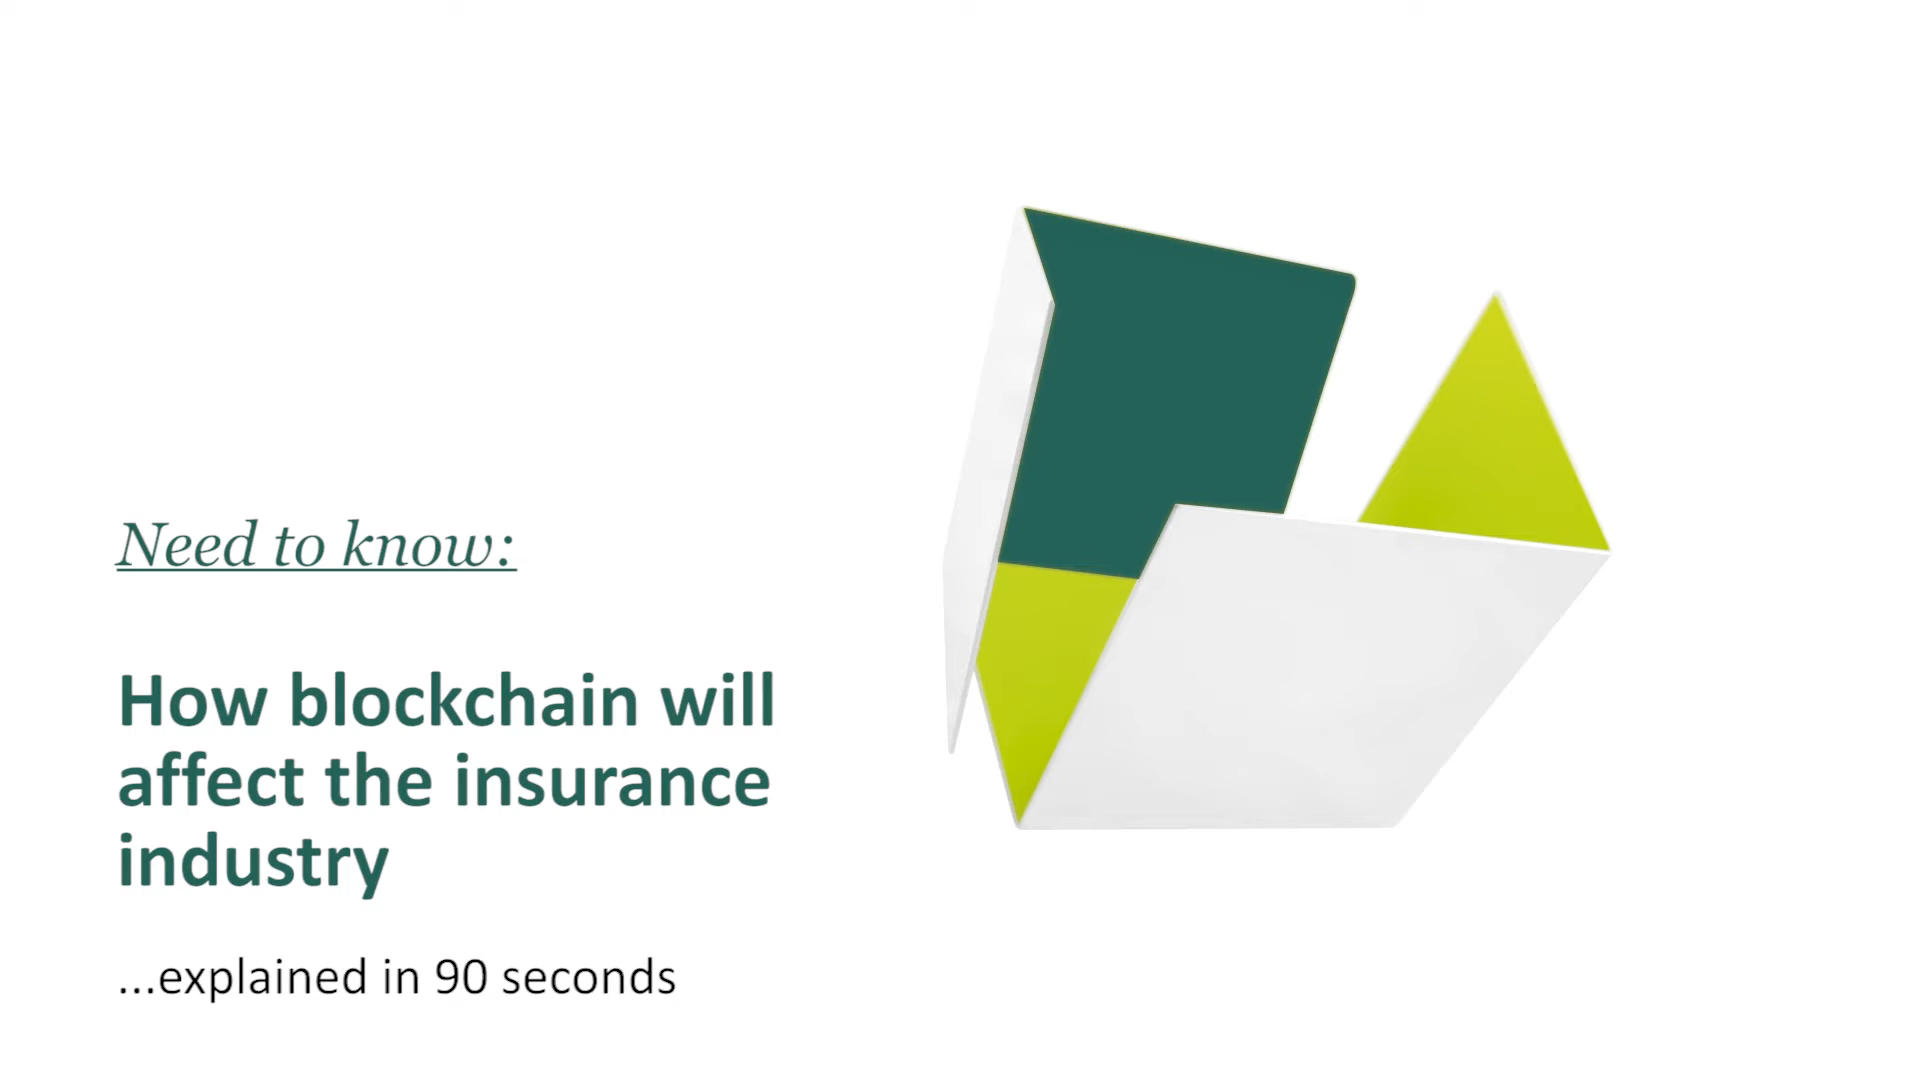 Need to know:
How blockchain will
affect the insurance
industry
...explained in 90 seconds